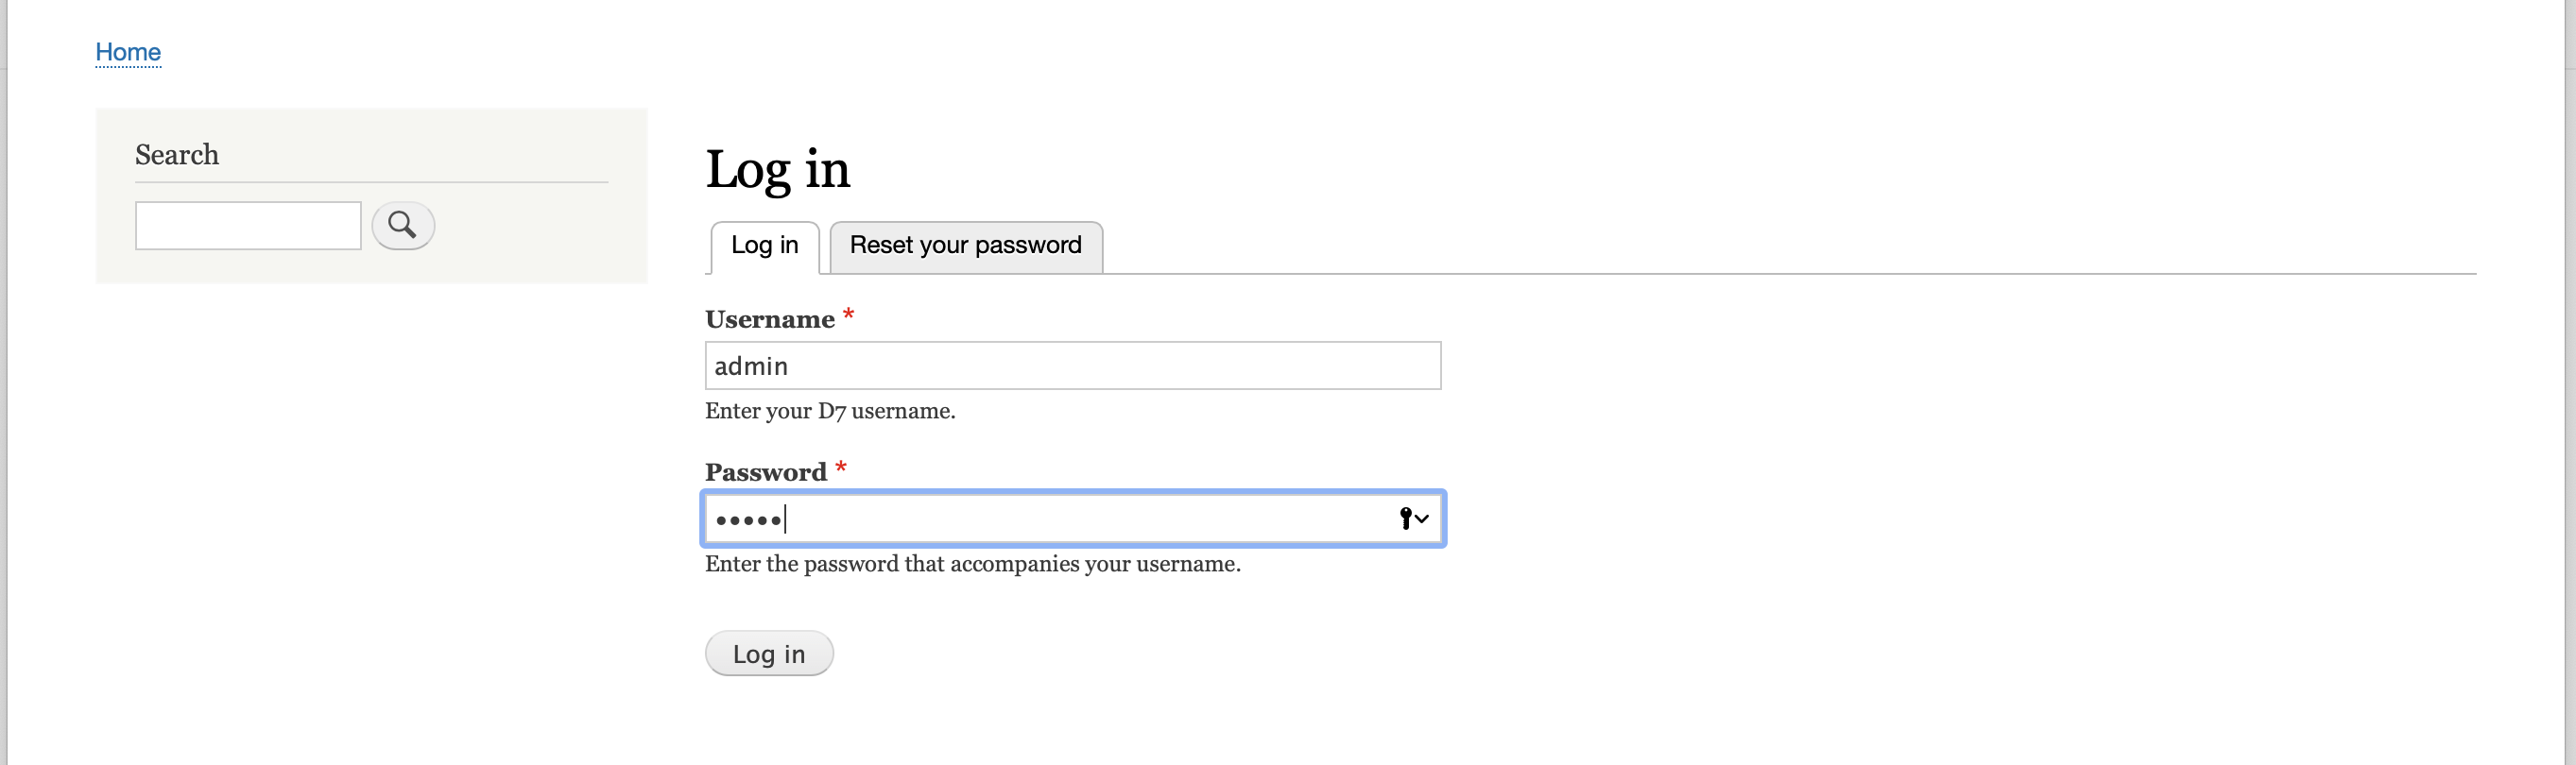 Home
Search
Log in
Log in
Reset your password
Username *
admin
Enter your D7 username.
Password *
•••••
Enter the password that accompanies your username.
Log in